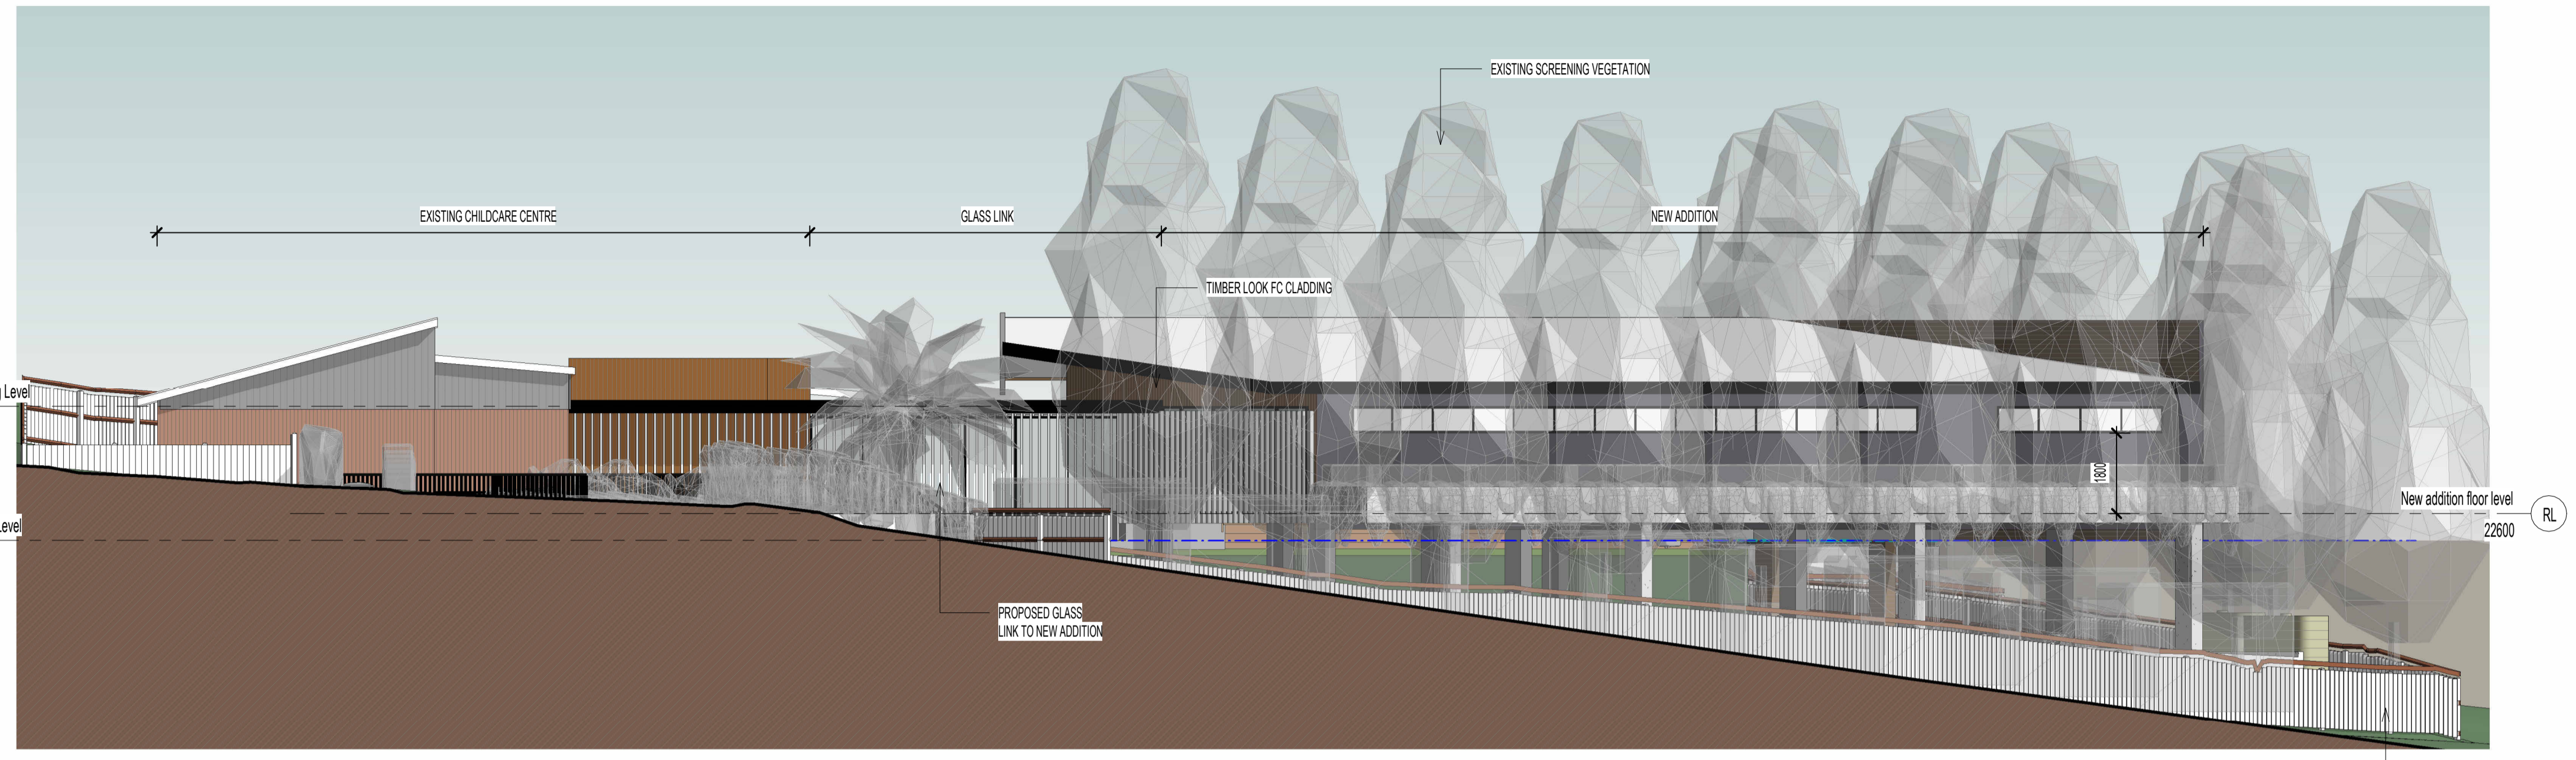 EXISTING SCREENING VEGETATION
EXISTING CHILDCARE CENTRE
GLASS LINK
NEW ADDITION
TIMBER LOOK FC CLADDING
Level
1800
New addition floor level
22600
RL
Level
PROPOSED GLASS
LINK TO NEW ADDITION